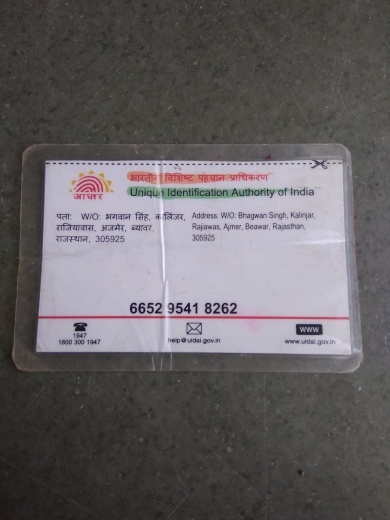 भारतीय विशिष्ट पहचान प्राधिकरण
Unique Identification Authority of India
आधार
पता: W/O: भगवान सिंह, कालिंजर,
राजियावास, अजमेर, ब्यावर,
राजस्थान, 305925
Address: W/O: Bhagwan Singh, Kalinjar,
Rajiawas, Ajmer, Beawar, Rajasthan,
305925
6652 9541 8262
1947
1800 300 1947
help@uidai.gov.in
www
www.uidai.gov.in